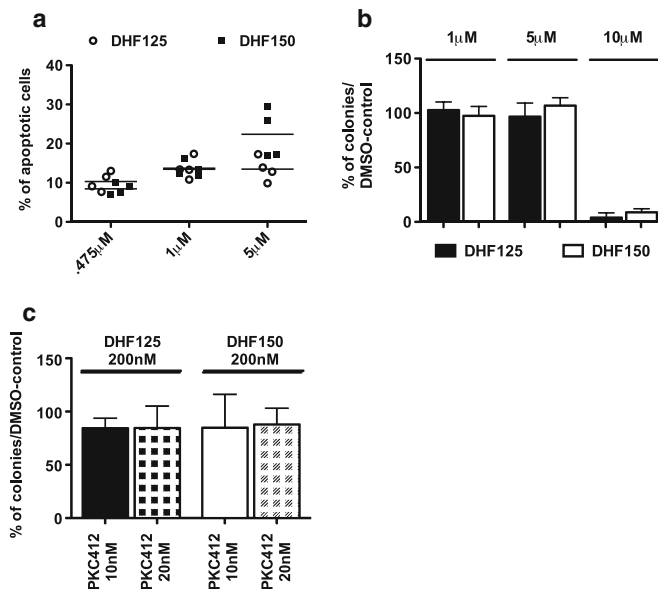 a
DHF125 DHF150
% of apoptotic cells
40
30
20
10
0
.475μM 1μM 5μM
b
1μM 5μM 10μM
% of colonies/
DMSO-control
150
100
50
0
DHF125 DHF150
c
DHF125
200nM
DHF150
200nM
% of colonies/DMSO-control
150
100
50
0
PKC412
10nM
PKC412
20nM
PKC412
10nM
PKC412
20nM